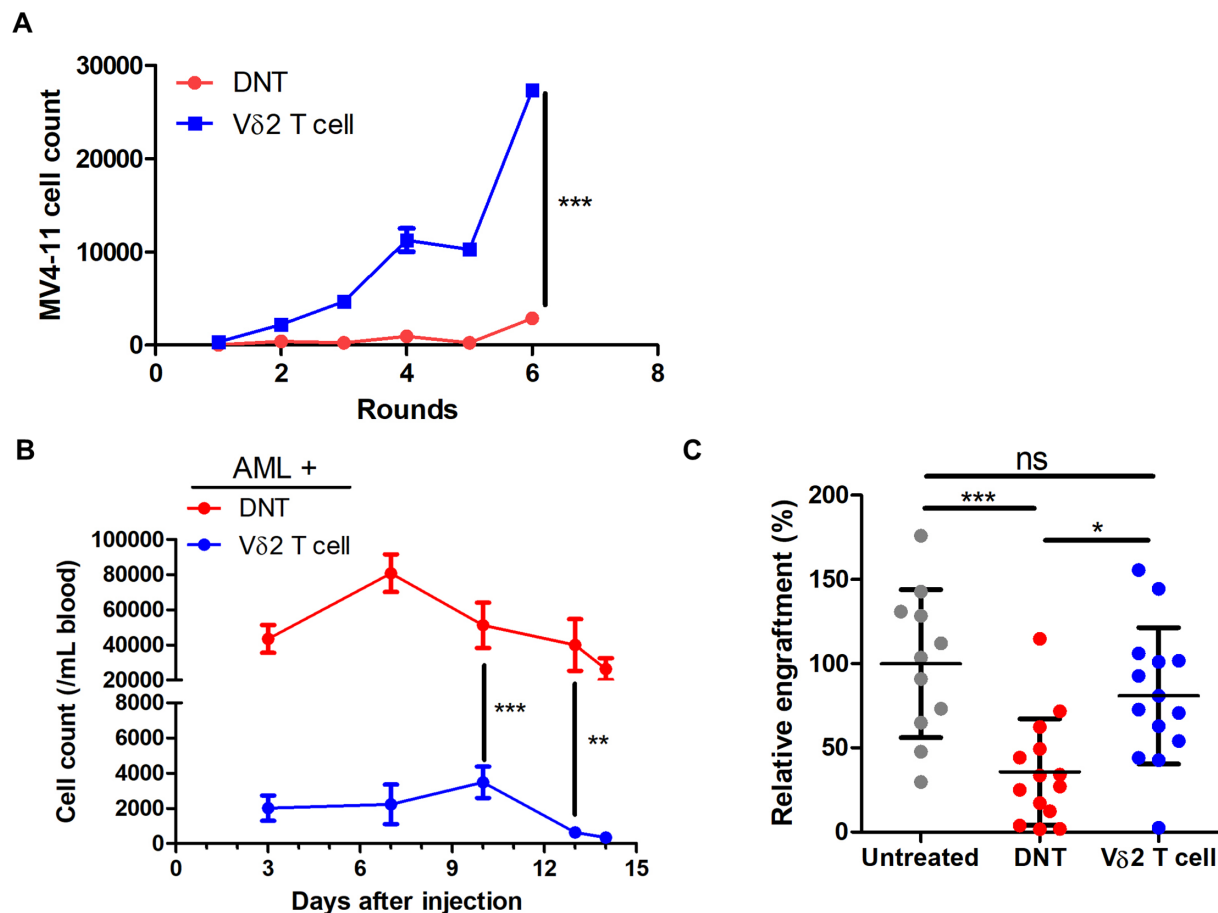 A
30000
20000
10000
0
MV4-11 cell count
DNT
Vδ2 T cell
***
0 2 4 6 8
Rounds
B
AML +
DNT
Vδ2 T cell
100000
80000
60000
40000
20000
8000
6000
4000
2000
0
Cell count (/mL blood)
***
**
0 3 6 9 12 15
Days after injection
C
ns
***
*
200
150
100
50
0
Relative engraftment (%)
Untreated DNT Vδ2 T cell